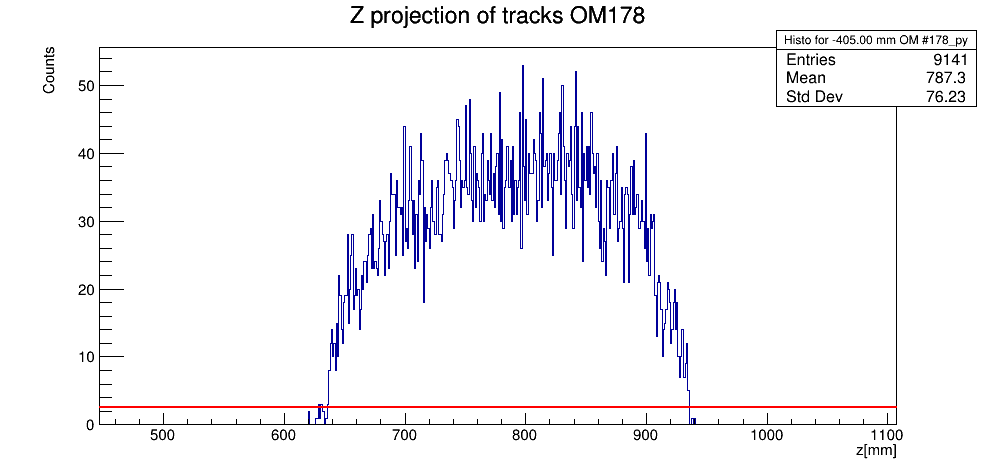 Z projection of tracks OM178
Histo for -405.00 mm OM #178_py
Entries 9141
Mean 787.3
Std Dev 76.23
Counts
50
40
30
20
10
0
500 600 700 800 900 1000 1100
z[mm]